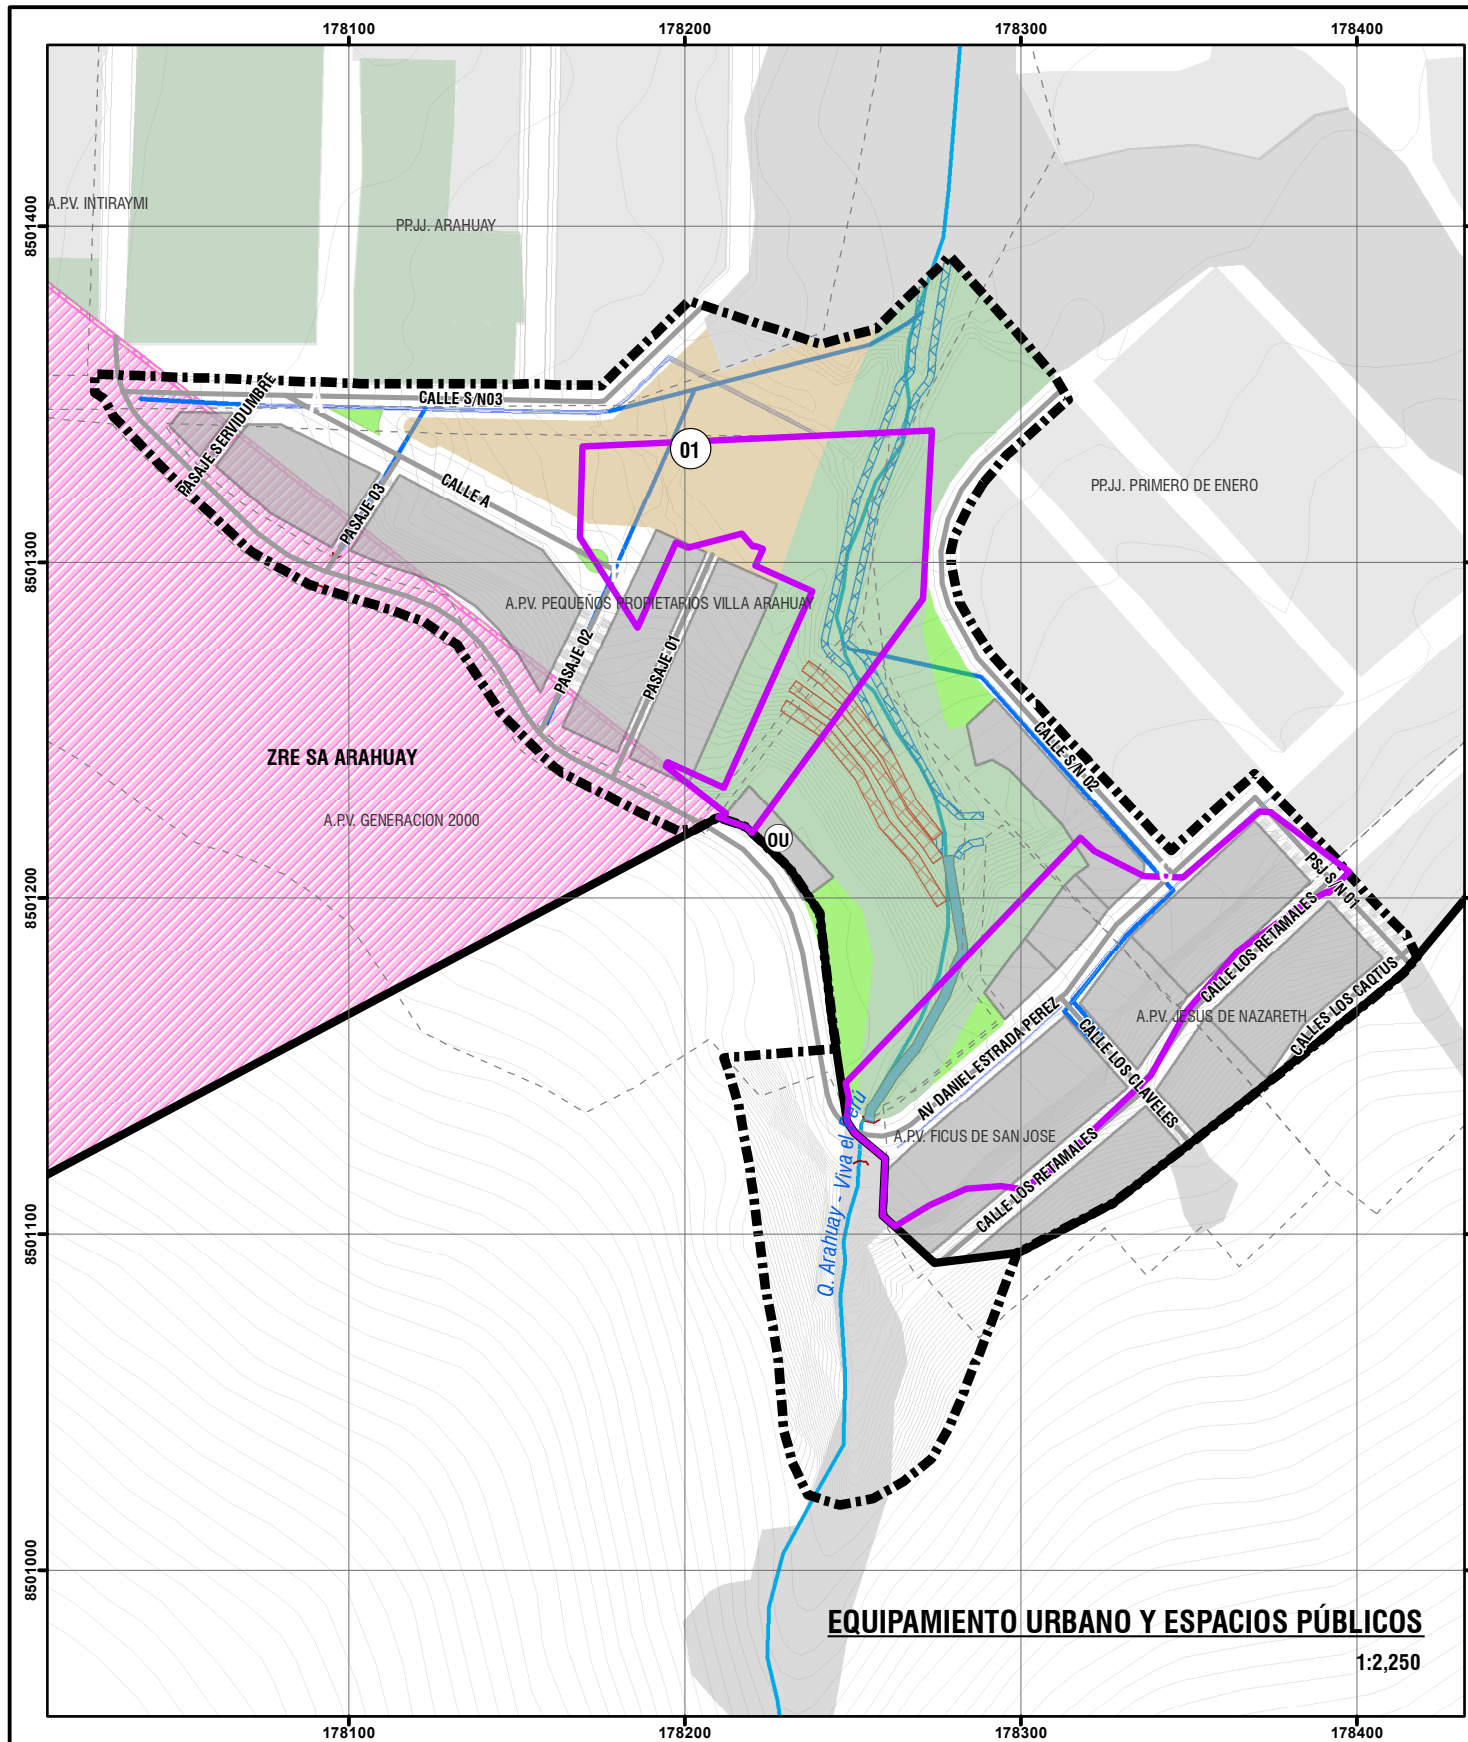 178100
178200
178300
178400
A.P.V. INTIRAYMI
PP.JJ. ARAHUAY
8501400
CALLE S/N03
PASAJE SERVIDUMBRE
01
CALLE A
PASAJE 03
PP.JJ. PRIMERO DE ENERO
8501300
A.P.V. PEQUEÑOS PROPIETARIOS VILLA ARAHUAY
PASAJE 02
PASAJE 01
ZRE SA ARAHUAY
CALLE S/N 02
A.P.V. GENERACION 2000
OU
PSJ S/N 01
8501200
CALLE LOS RETAMALES
CALLES LOS CAQTUS
A.P.V. JESUS DE NAZARETH
AV DANIEL ESTRADA PEREZ
CALLE LOS CLAVELES
A.P.V. FICUS DE SAN JOSE
CALLE LOS RETAMALES
Q. Arahuay - Viva el Perú
8501100
8501000
EQUIPAMIENTO URBANO Y ESPACIOS PÚBLICOS
1:2,250
178100
178200
178300
178400